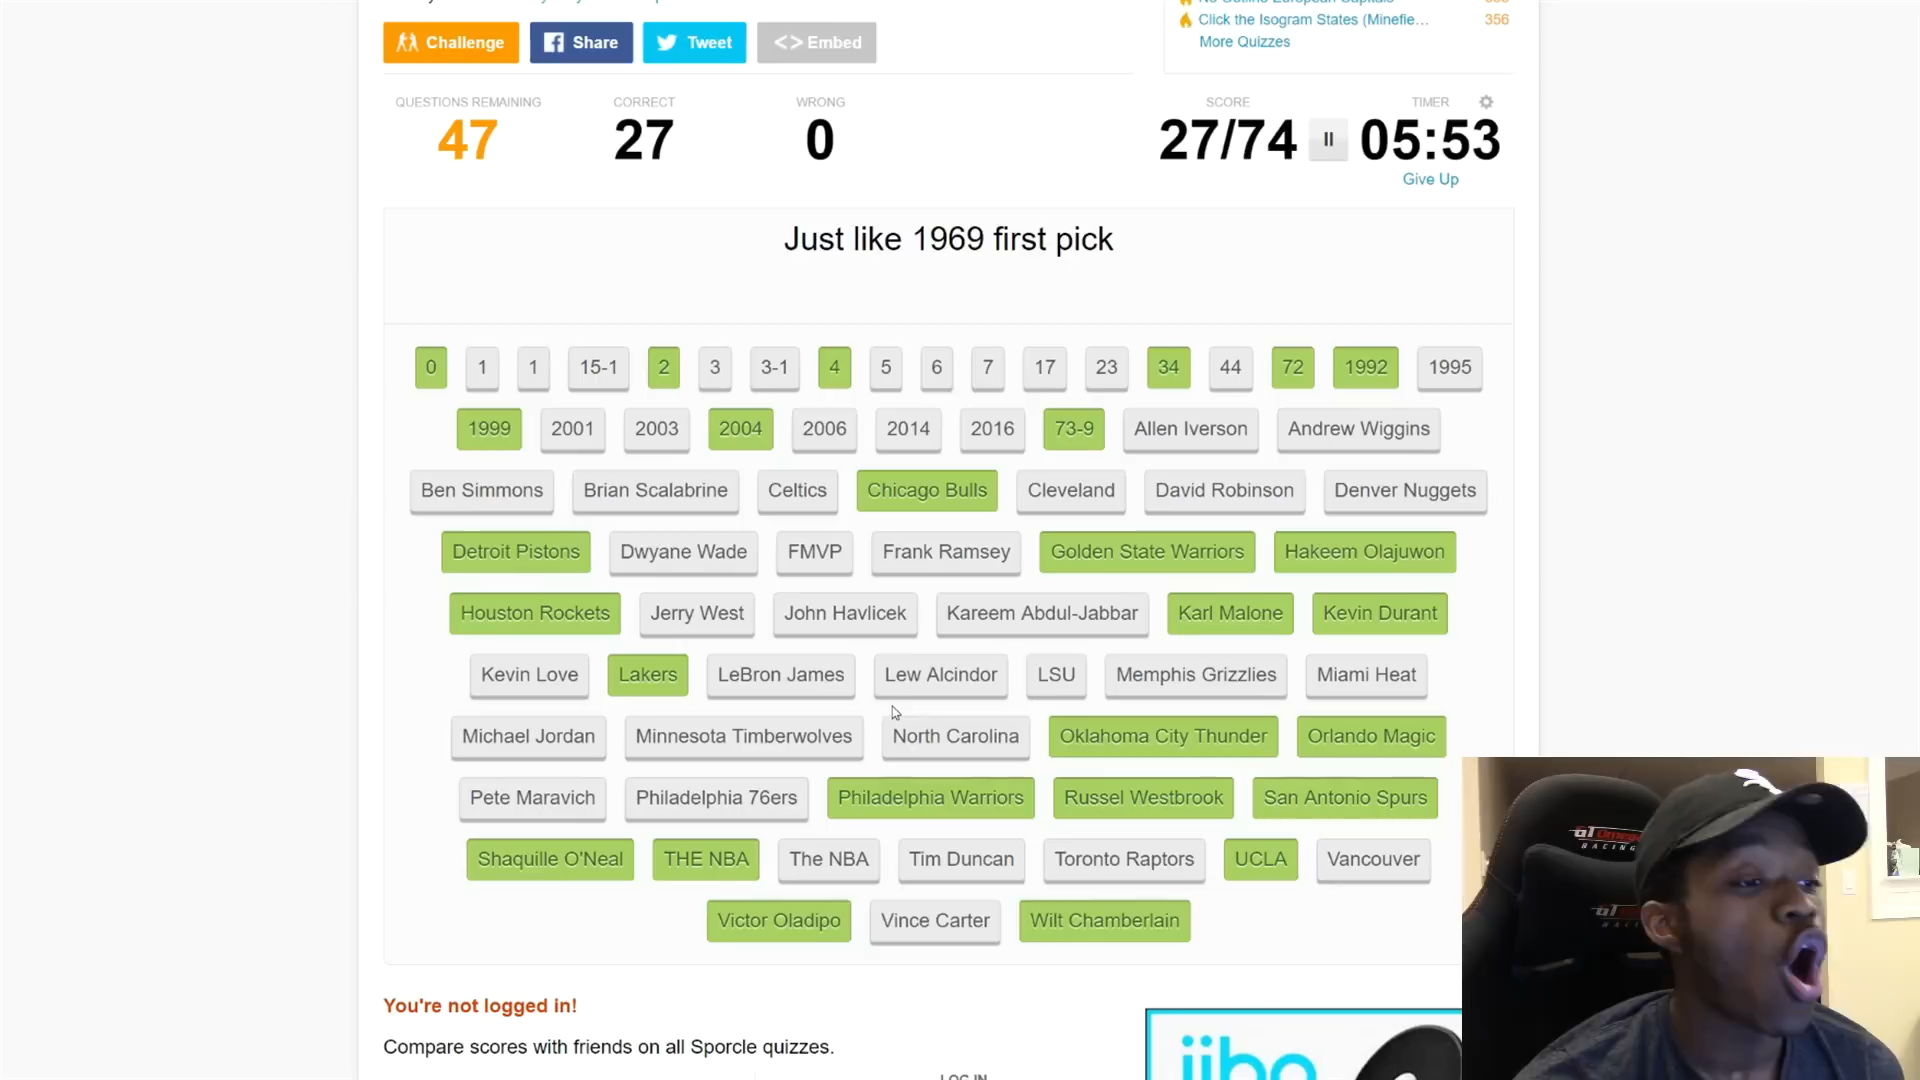 Click the Isogram States (Minefie... 356
More Quizzes
Challenge Share Tweet <> Embed
QUESTIONS REMAINING CORRECT WRONG SCORE TIMER
47 27 0 27/74 05:53
Give Up
Just like 1969 first pick
0 1 1 15-1 2 3 3-1 4 5 6 7 17 23 34 44 72 1992 1995
1999 2001 2003 2004 2006 2014 2016 73-9 Allen Iverson Andrew Wiggins
Ben Simmons Brian Scalabrine Celtics Chicago Bulls Cleveland David Robinson Denver Nuggets
Detroit Pistons Dwyane Wade FMVP Frank Ramsey Golden State Warriors Hakeem Olajuwon
Houston Rockets Jerry West John Havlicek Kareem Abdul-Jabbar Karl Malone Kevin Durant
Kevin Love Lakers LeBron James Lew Alcindor LSU Memphis Grizzlies Miami Heat
Michael Jordan Minnesota Timberwolves North Carolina Oklahoma City Thunder Orlando Magic
Pete Maravich Philadelphia 76ers Philadelphia Warriors Russel Westbrook San Antonio Spurs
Shaquille O'Neal THE NBA The NBA Tim Duncan Toronto Raptors UCLA Vancouver
Victor Oladipo Vince Carter Wilt Chamberlain
You're not logged in!
Compare scores with friends on all Sporcle quizzes.
LOG IN
jibo
GT Omega
RACING